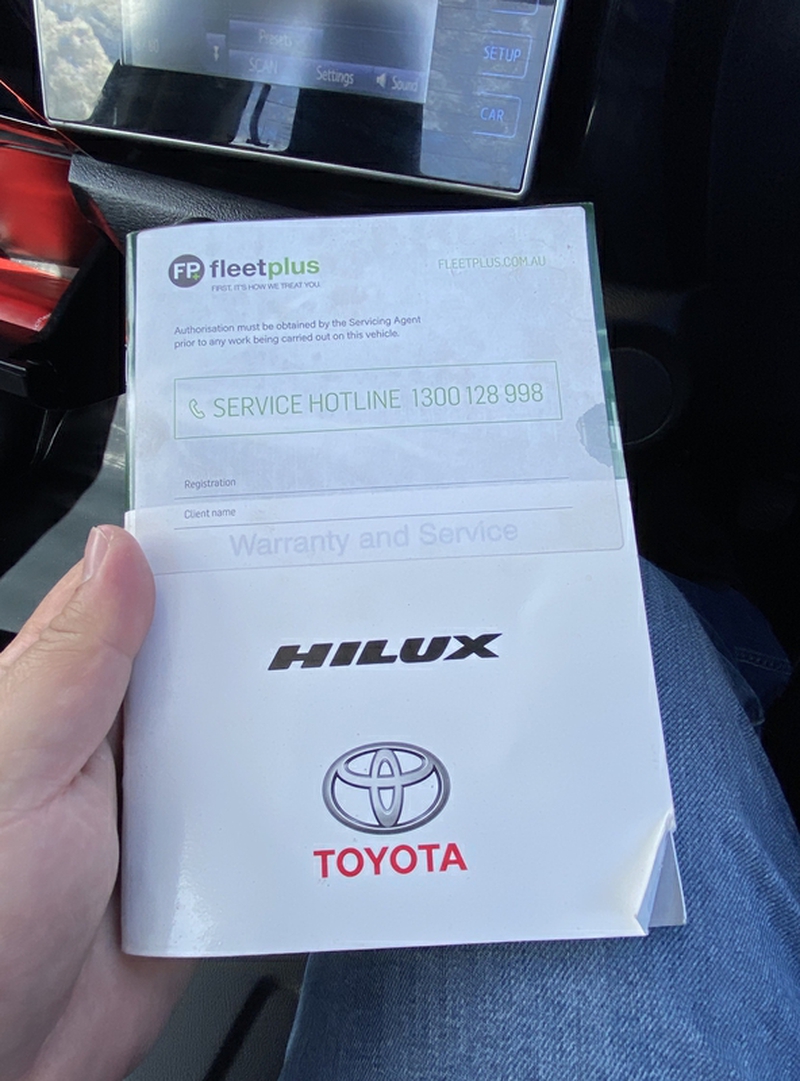 Presets
SCAN Settings Sound
SETUP
CAR
FP fleetplus
FIRST. IT'S HOW WE TREAT YOU.
FLEETPLUS.COM.AU
Authorisation must be obtained by the Servicing Agent
prior to any work being carried out on this vehicle.
SERVICE HOTLINE 1300 128 998
Registration
Client name
Warranty and Service
HILUX
TOYOTA